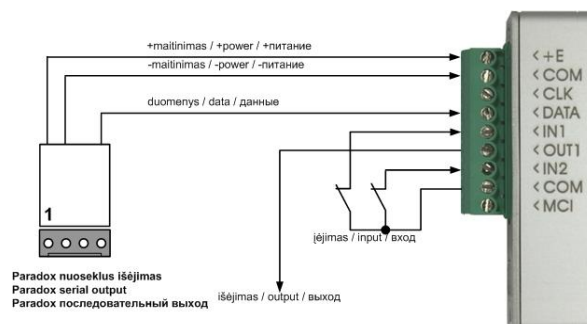 +maitinimas / +power / +питание
-maitinimas / -power / -питание
duomenys / data / данные
<+E
<COM
<CLK
<DATA
<IN1
<OUT1
<IN2
<COM
<MCI
1
įėjimas / input / вход
Paradox nuoseklus išėjimas
Paradox serial output
Paradox последовательный выход
išėjimas / output / выход